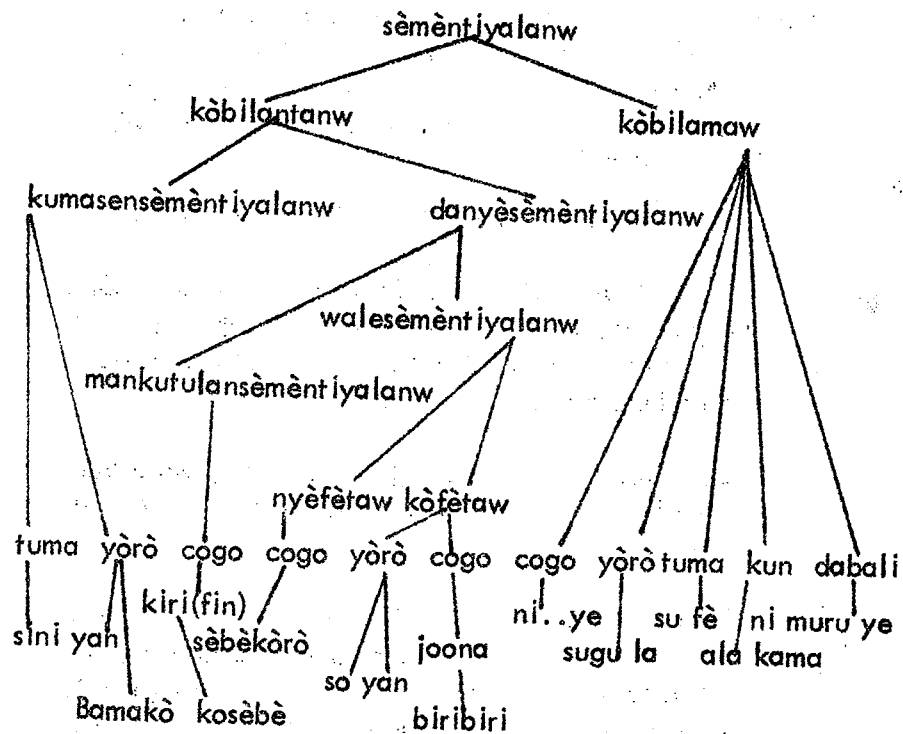 sèmèntiyalanw
kòbilantanw kòbilamaw
kumasensèmèntiyalanw danyèsèmèntiyalanw
walesèmèntiyalanw
mankutulansèmèntiyalanw
nyèfètaw kòfètaw
tuma yòrò cogo cogo yòrò cogo cogo yòrò tuma kun dabali
kiri(fin) ni..ye su fè ni muru ye
sini yan sèbèkòrò joona sugu la ala kama
so yan
Bamakò kosèbè biribiri